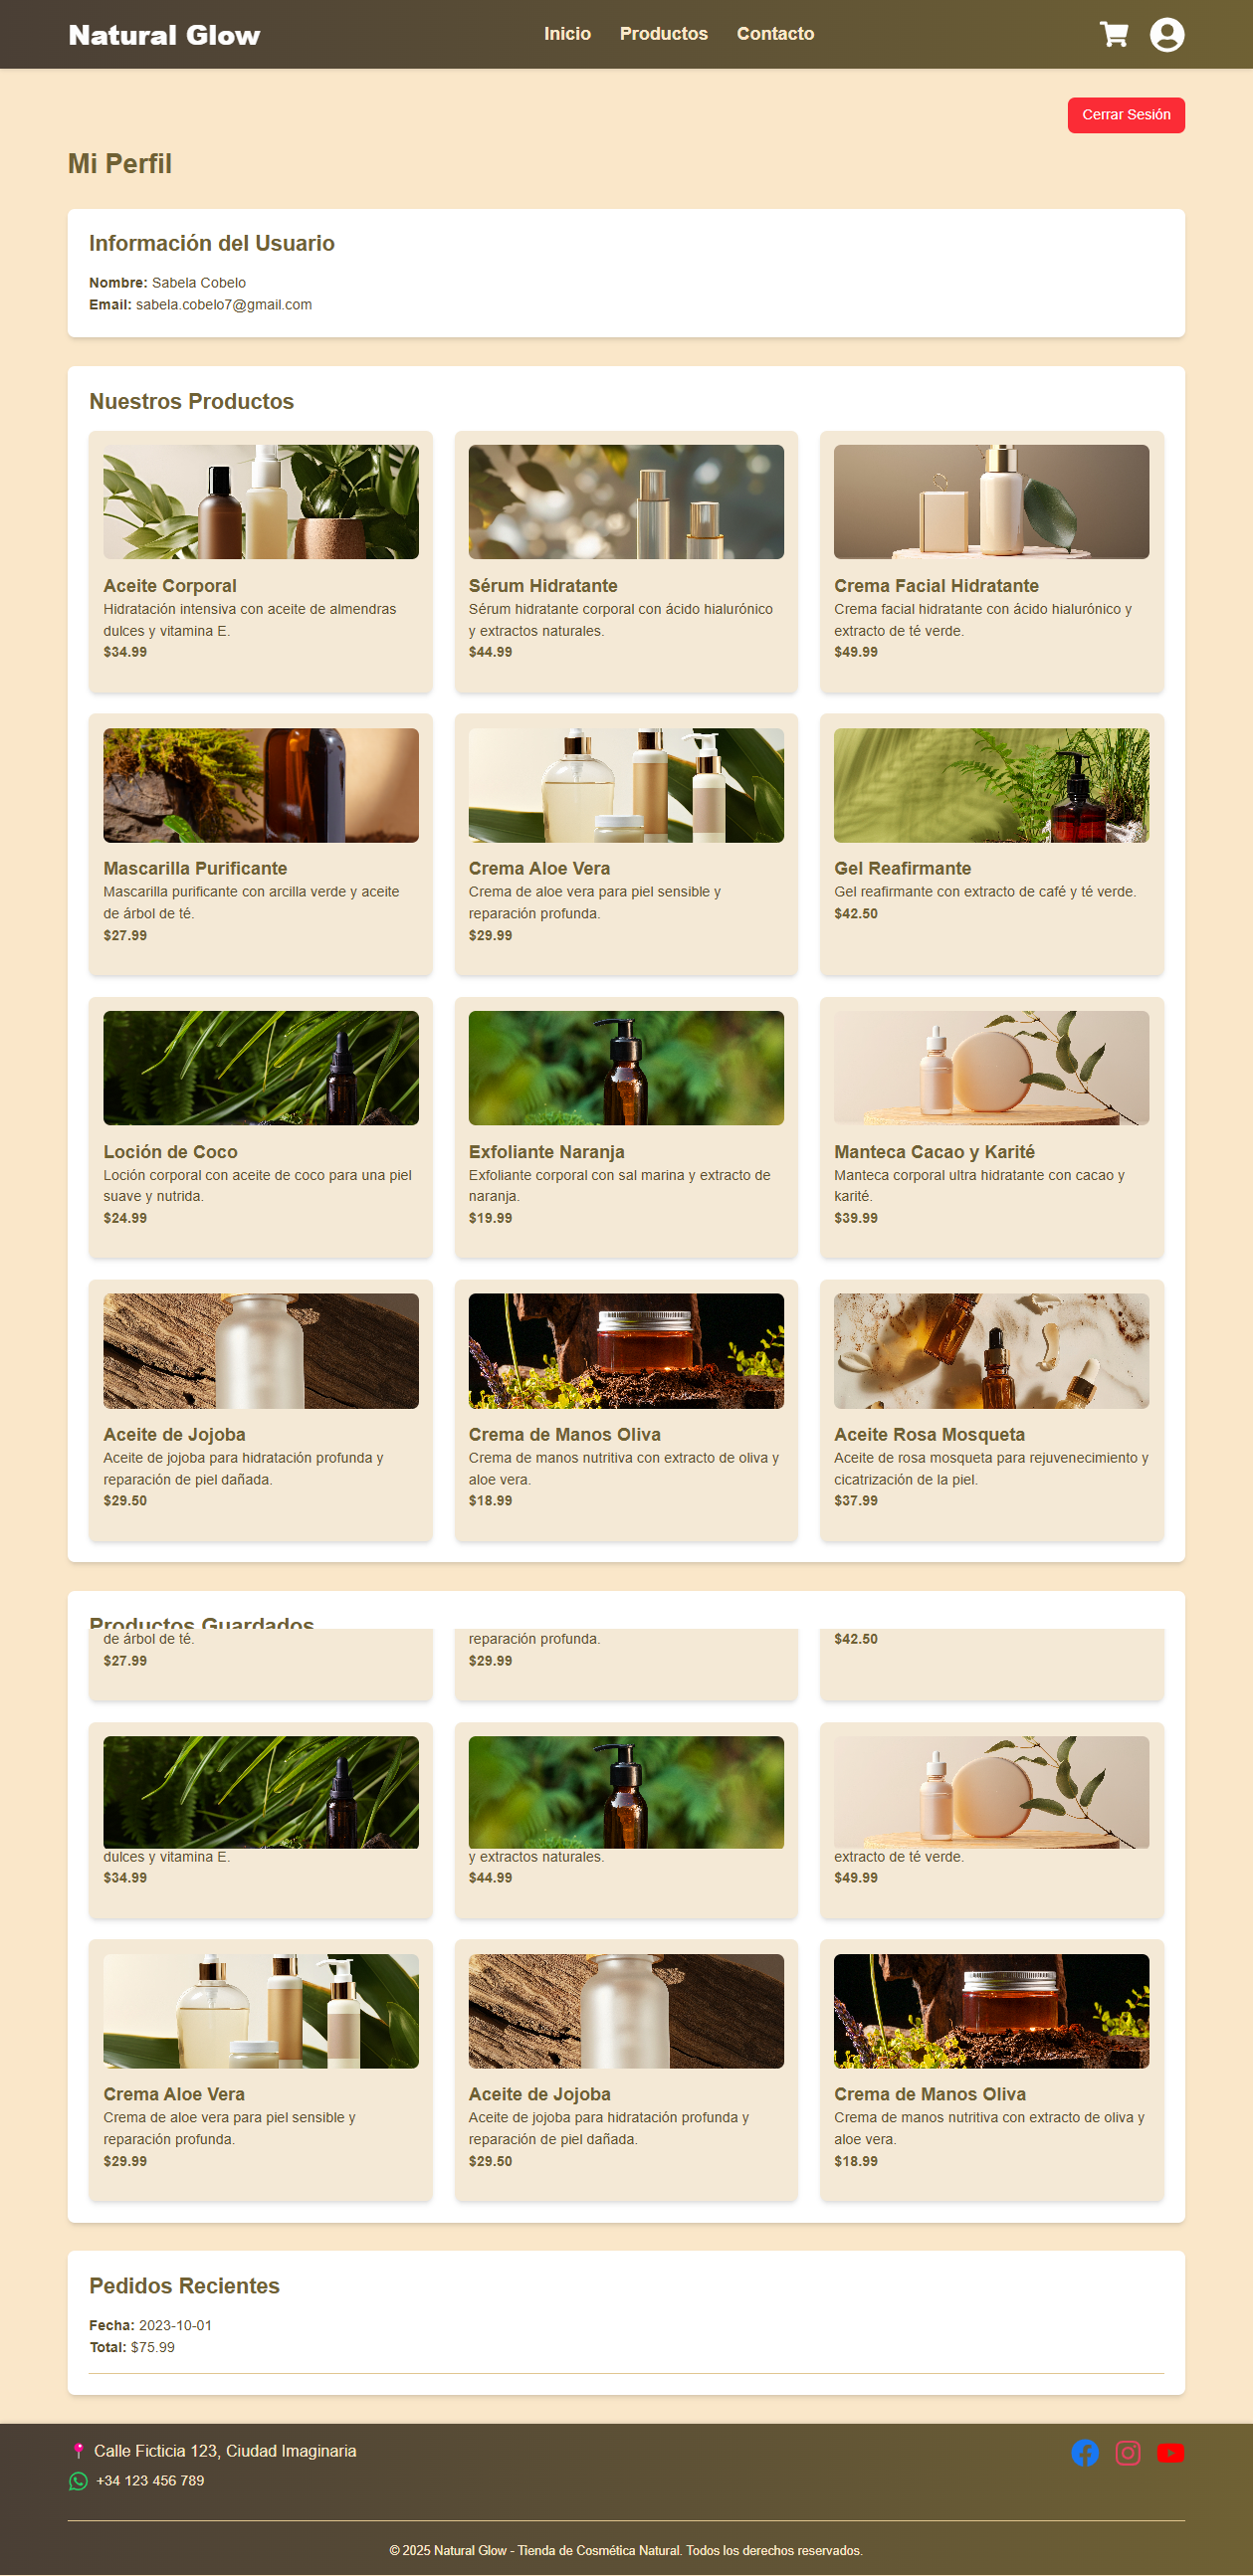 Natural Glow
Inicio Productos Contacto
Cerrar Sesión
Mi Perfil
Información del Usuario
Nombre: Sabela Cobelo
Email: sabela.cobelo7@gmail.com
Nuestros Productos
Aceite Corporal
Hidratación intensiva con aceite de almendras
dulces y vitamina E.
$34.99
Sérum Hidratante
Sérum hidratante corporal con ácido hialurónico
y extractos naturales.
$44.99
Crema Facial Hidratante
Crema facial hidratante con ácido hialurónico y
extracto de té verde.
$49.99
Mascarilla Purificante
Mascarilla purificante con arcilla verde y aceite
de árbol de té.
$27.99
Crema Aloe Vera
Crema de aloe vera para piel sensible y
reparación profunda.
$29.99
Gel Reafirmante
Gel reafirmante con extracto de café y té verde.
$42.50
Loción de Coco
Loción corporal con aceite de coco para una piel
suave y nutrida.
$24.99
Exfoliante Naranja
Exfoliante corporal con sal marina y extracto de
naranja.
$19.99
Manteca Cacao y Karité
Manteca corporal ultra hidratante con cacao y
karité.
$39.99
Aceite de Jojoba
Aceite de jojoba para hidratación profunda y
reparación de piel dañada.
$29.50
Crema de Manos Oliva
Crema de manos nutritiva con extracto de oliva y
aloe vera.
$18.99
Aceite Rosa Mosqueta
Aceite de rosa mosqueta para rejuvenecimiento y
cicatrización de la piel.
$37.99
Productos Guardados
de árbol de té.
$27.99
reparación profunda.
$29.99
$42.50
dulces y vitamina E.
$34.99
y extractos naturales.
$44.99
extracto de té verde.
$49.99
Crema Aloe Vera
Crema de aloe vera para piel sensible y
reparación profunda.
$29.99
Aceite de Jojoba
Aceite de jojoba para hidratación profunda y
reparación de piel dañada.
$29.50
Crema de Manos Oliva
Crema de manos nutritiva con extracto de oliva y
aloe vera.
$18.99
Pedidos Recientes
Fecha: 2023-10-01
Total: $75.99
📍 Calle Ficticia 123, Ciudad Imaginaria
+34 123 456 789
© 2025 Natural Glow - Tienda de Cosmética Natural. Todos los derechos reservados.